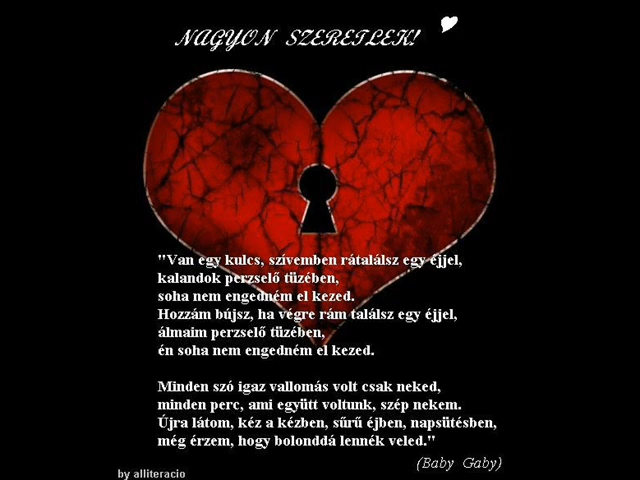 NAGYON SZERETLEK!
"Van egy kulcs, szívemben rátalálsz egy éjjel,
kalandok perzselő tüzében,
soha nem engedném el kezed.
Hozzám bújsz, ha végre rám találsz egy éjjel,
álmaim perzselő tüzében,
én soha nem engedném el kezed.
Minden szó igaz vallomás volt csak neked,
minden perc, ami együtt voltunk, szép nekem.
Újra látom, kéz a kézben, sűrű éjben, napsütésben,
még érzem, hogy bolonddá lennék veled."
(Baby Gaby)
by alliteracio